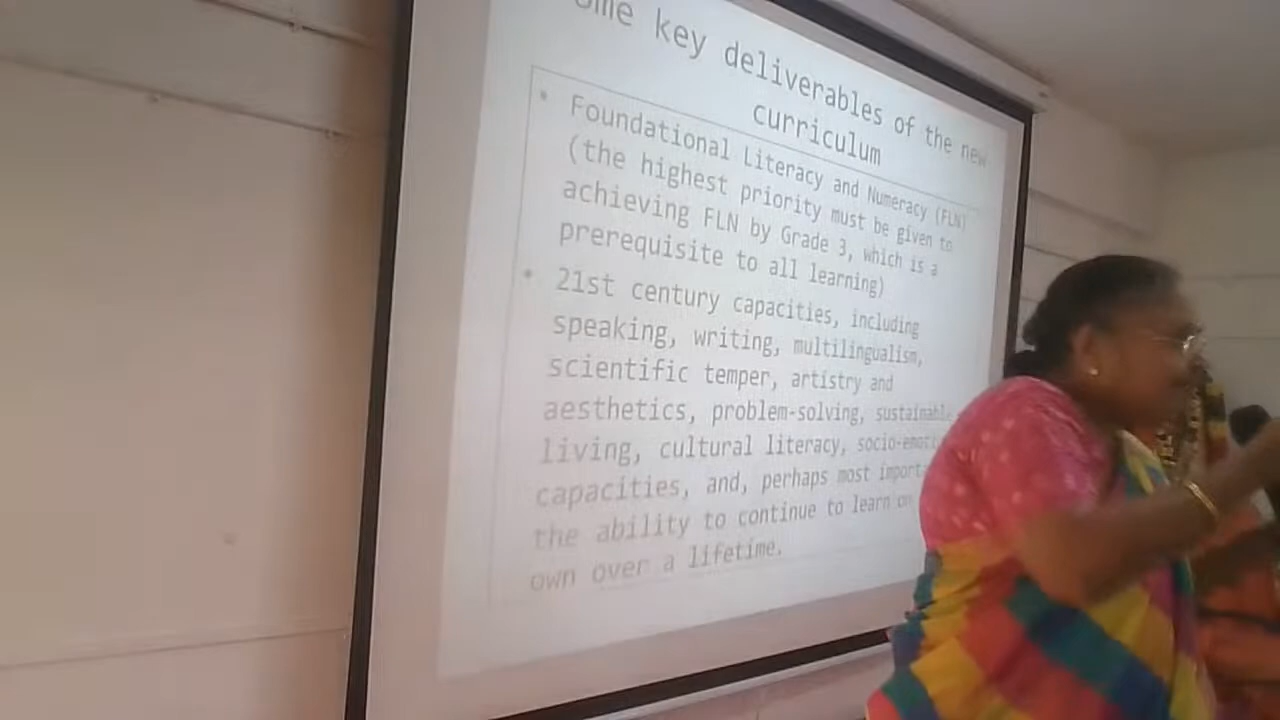 key deliverables of the new
curriculum
• Foundational Literacy and Numeracy (FLN)
(the highest priority must be given to
achieving FLN by Grade 3, which is a
prerequisite to all learning)
• 21st century capacities, including
speaking, writing, multilingualism,
scientific temper, artistry and
aesthetics, problem-solving,
living, cultural literacy,
capacities, and, perhaps most
the ability to continue to learn
own over a lifetime.